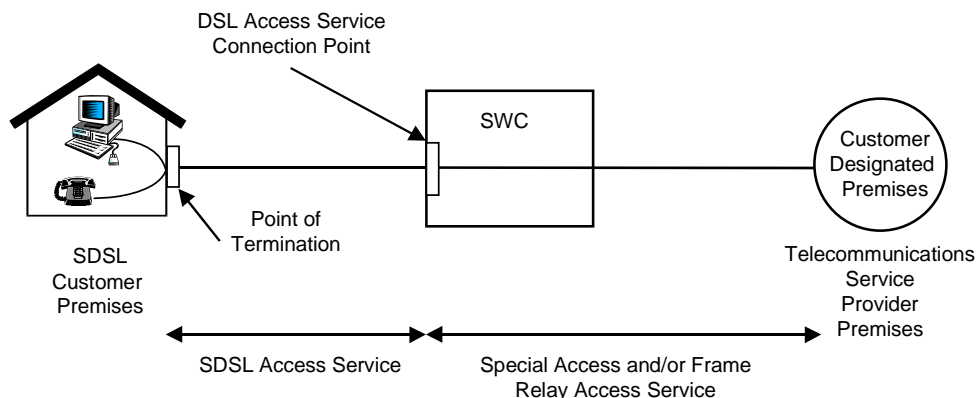 DSL Access Service
Connection Point
SWC
Customer
Designated
Premises
Point of
Termination
SDSL
Customer
Premises
Telecommunications
Service
Provider
Premises
SDSL Access Service
Special Access and/or Frame
Relay Access Service